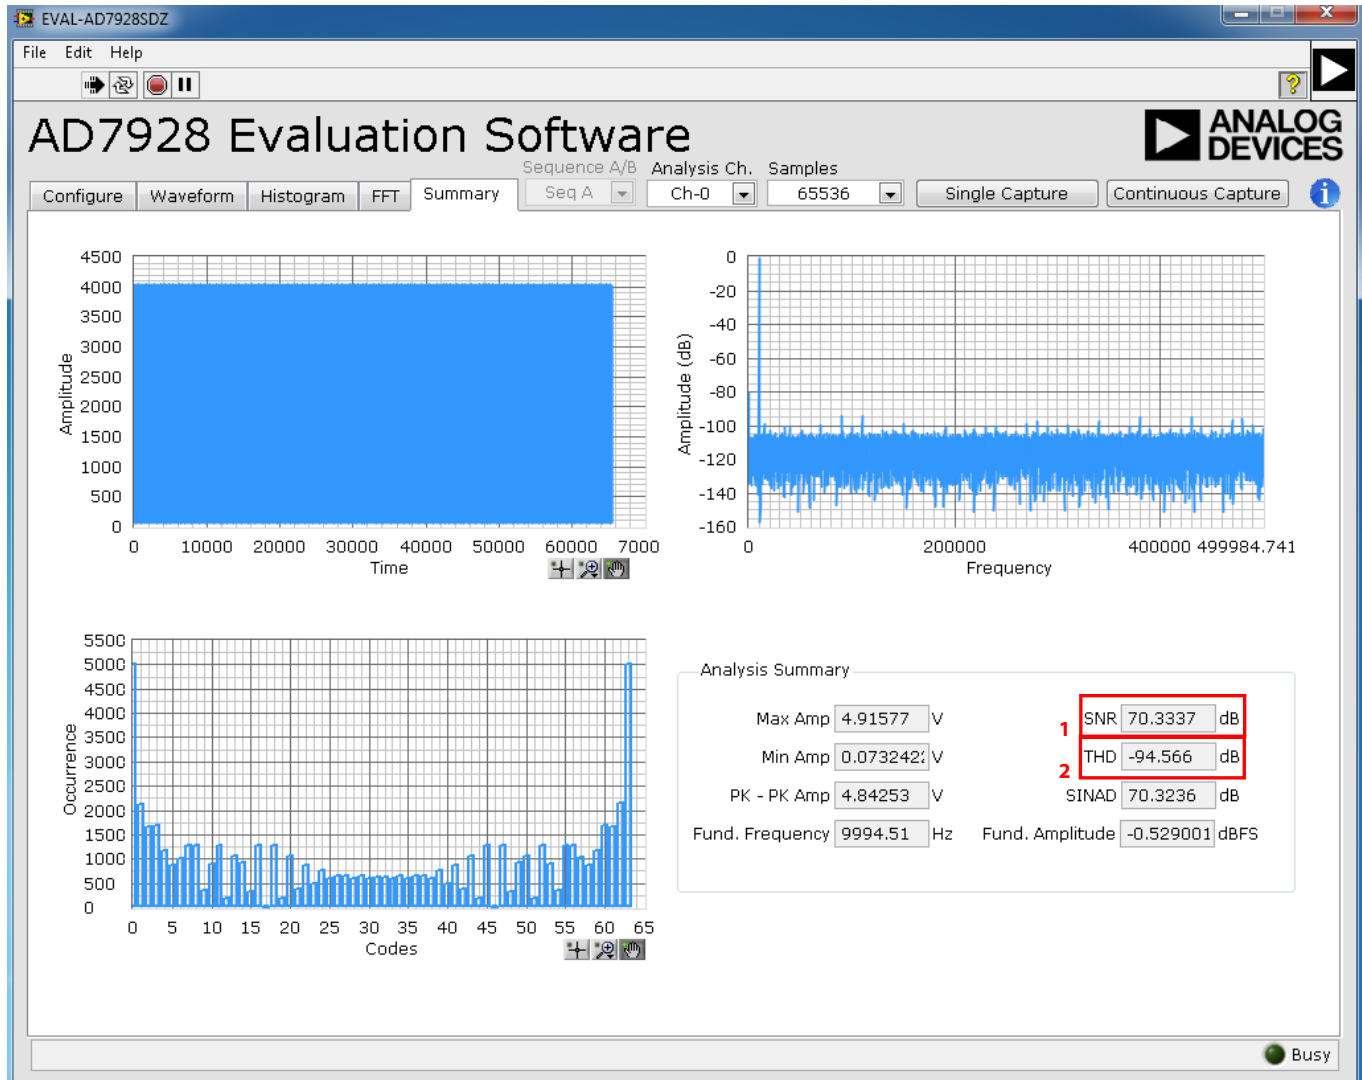 EVAL-AD7928SDZ
File Edit Help
AD7928 Evaluation Software
ANALOG
DEVICES
Sequence A/B Analysis Ch. Samples
Configure Waveform Histogram FFT Summary Seq A Ch-0 65536 Single Capture Continuous Capture
4500
4000
3500
3000
2500
2000
1500
1000
500
0
Amplitude
0 10000 20000 30000 40000 50000 60000 7000
Time
0
-20
-40
-60
-80
-100
-120
-140
-160
Amplitude (dB)
0 200000 400000 499984.741
Frequency
5500
5000
4500
4000
3500
3000
2500
2000
1500
1000
500
0
Occurrence
0 5 10 15 20 25 30 35 40 45 50 55 60 65
Codes
Analysis Summary
Max Amp 4.91577 V 1 SNR 70.3337 dB
Min Amp 0.073242 V 2 THD -94.566 dB
PK - PK Amp 4.84253 V SINAD 70.3236 dB
Fund. Frequency 9994.51 Hz Fund. Amplitude -0.529001 dBFS
Busy